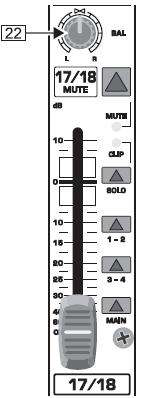 22
BAL
L R
17/18
MUTE
dB
MUTE
10
CLIP
0
SOLO
10
1 - 2
15
20
3 - 4
25
30
MAIN
17/18